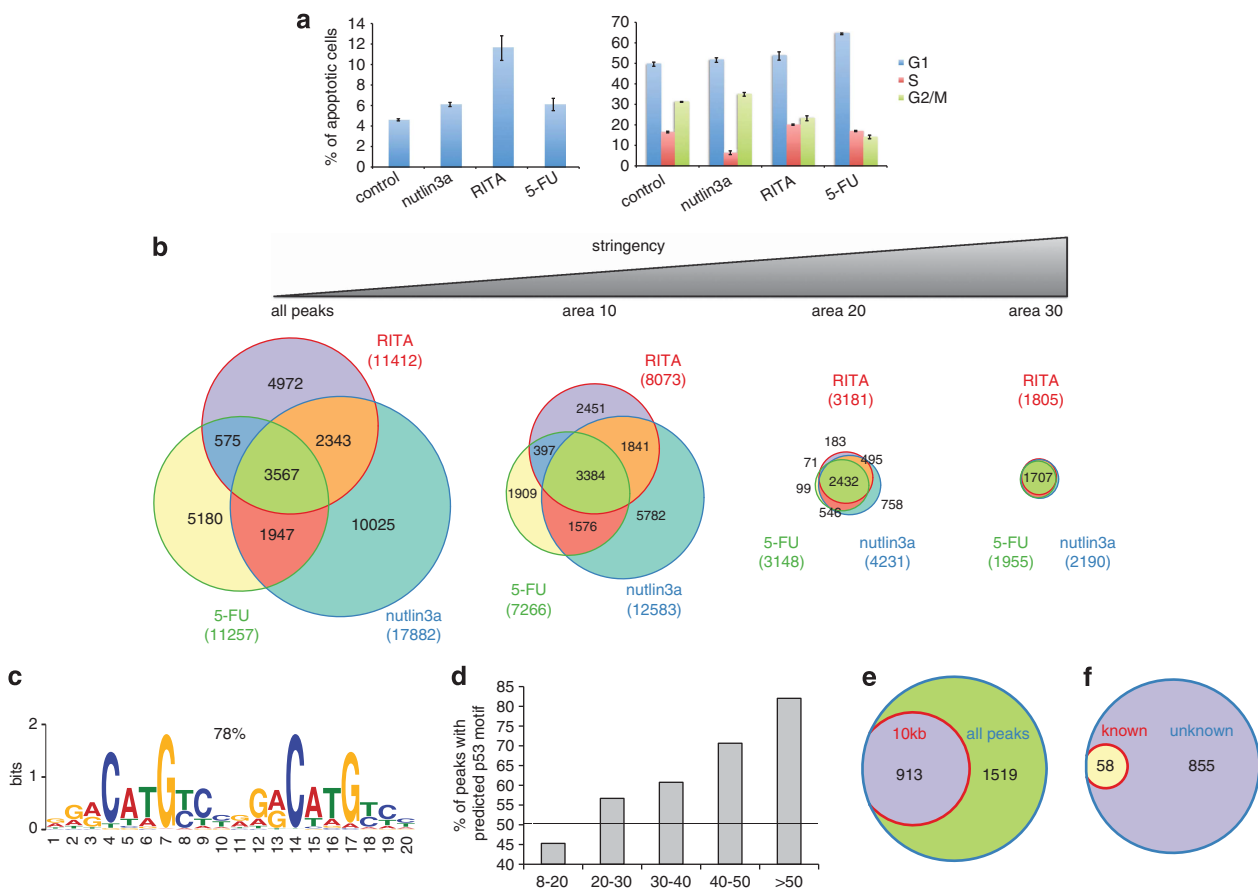 a
% of apoptotic cells
14
12
10
8
6
4
2
0
control
nutlin3a
RITA
5-FU
70
60
50
40
30
20
10
0
control
nutlin3a
RITA
5-FU
G1
S
G2/M
b
stringency
all peaks
area 10
area 20
area 30
RITA
(11412)
4972
575
2343
3567
5180
1947
10025
5-FU
(11257)
nutlin3a
(17882)
RITA
(8073)
2451
397
1841
3384
1909
1576
5782
5-FU
(7266)
nutlin3a
(12583)
RITA
(3181)
183
71
495
2432
99
546
758
5-FU
(3148)
nutlin3a
(4231)
RITA
(1805)
1707
5-FU
(1955)
nutlin3a
(2190)
c
78%
bits
2
1
0
1 2 3 4 5 6 7 8 9 10 11 12 13 14 15 16 17 18 19 20
d
% of peaks with
predicted p53 motif
85
80
75
70
65
60
55
50
45
40
8-20
20-30
30-40
40-50
>50
e
10kb
all peaks
913
1519
f
known
unknown
58
855